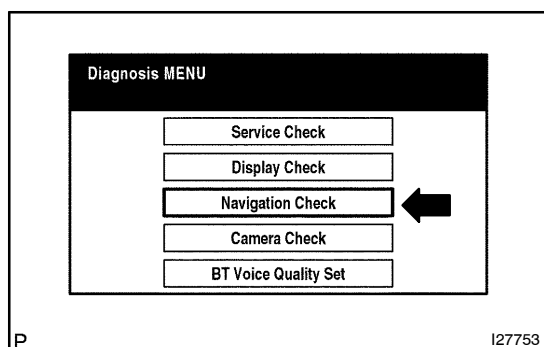 Diagnosis MENU
Service Check
Display Check
Navigation Check
Camera Check
BT Voice Quality Set
P
I27753